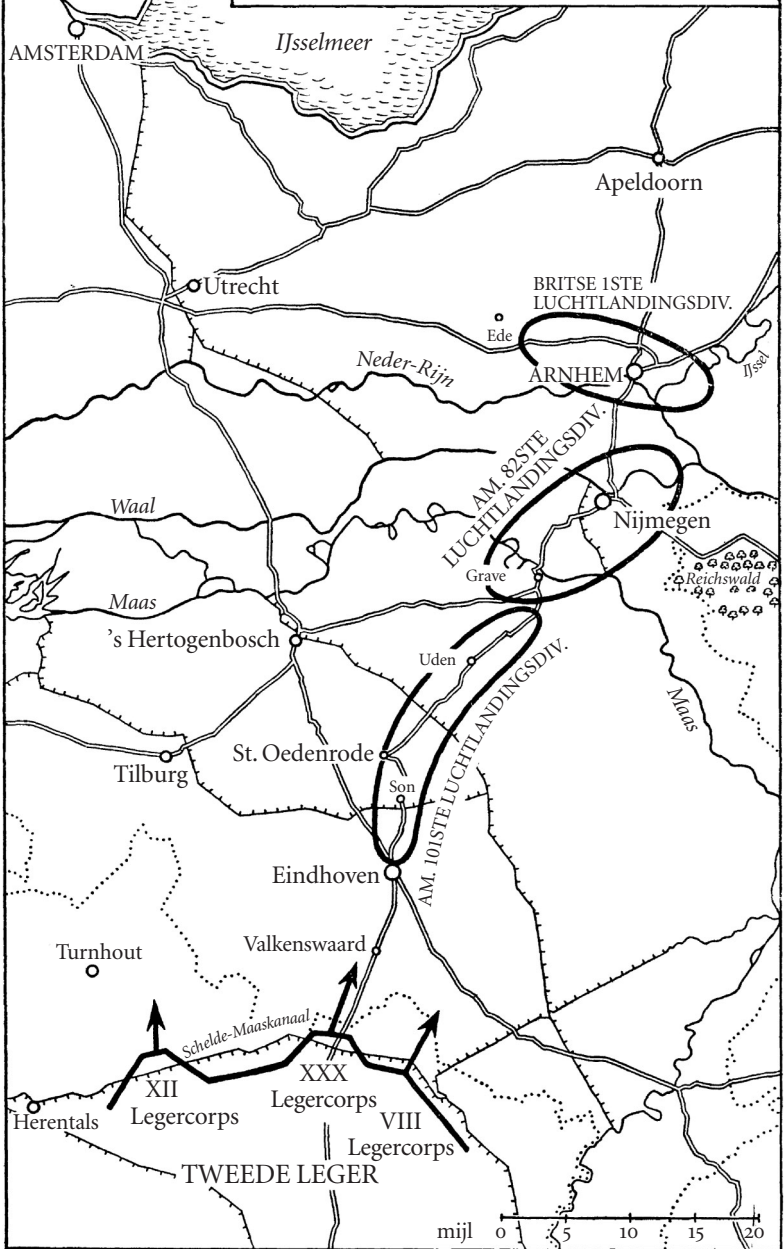 IJsselmeer
AMSTERDAM
Apeldoorn
Utrecht
BRITSE 1STE
LUCHTLANDINGSDIV.
Ede
Neder-Rijn
ARNHEM
IJssel
AM. 82STE
LUCHTLANDINGSDIV.
Waal
Nijmegen
Grave
Reichswald
Maas
's Hertogenbosch
Uden
Maas
St. Oedenrode
Tilburg
Son
AM. 101STE LUCHTLANDINGSDIV.
Eindhoven
Turnhout
Valkenswaard
Schelde-Maaskanaal
XII
Legercorps
XXX
Legercorps
VIII
Legercorps
Herentals
TWEEDE LEGER
mijl 0 5 10 15 20